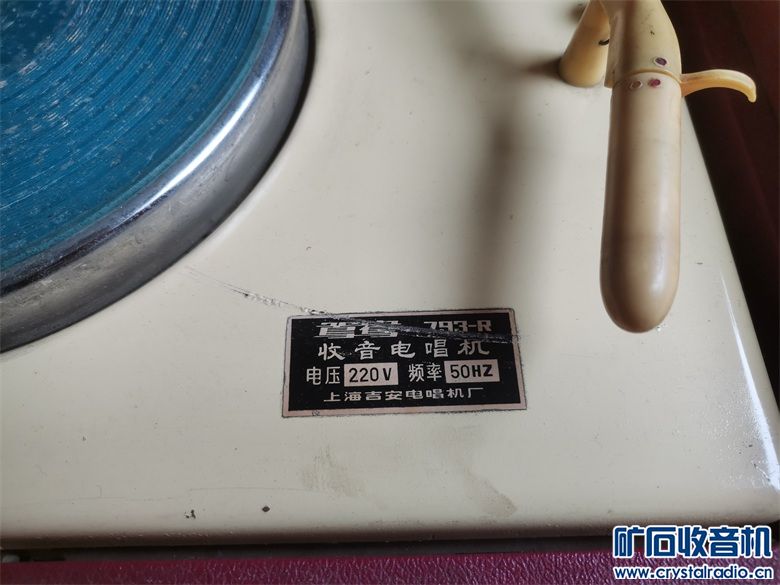 793-R
收音电唱机
电压 220V 频率 50HZ
上海吉安电唱机厂
矿石收音机
www.crystalradio.cn